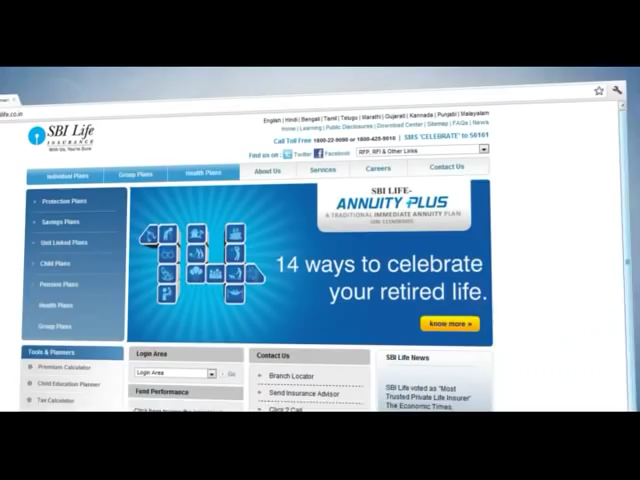 life.co.in
SBI Life
INSURANCE
With Us, You're Sure
English | Hindi | Bengali | Tamil | Telugu | Marathi | Gujarati | Kannada | Punjabi | Malayalam
Home | Learning | Public Disclosures | Download Center | Sitemap | FAQs | News
Call Toll Free 1800-22-9090 or 1800-425-9010 | SMS 'CELEBRATE' to 56161
Find us on : Twitter Facebook RFP, RFI & Other Links
Individual Plans Group Plans Health Plans About Us Services Careers Contact Us
Protection Plans
Savings Plans
Unit Linked Plans
Child Plans
Pension Plans
Health Plans
Group Plans
SBI LIFE-
ANNUITY PLUS
A TRADITIONAL IMMEDIATE ANNUITY PLAN
14 ways to celebrate
your retired life.
know more »
Tools & Planners
Premium Calculator
Child Education Planner
Tax Calculator
Login Area
Login Area Go
Fund Performance
Contact Us
Branch Locator
Send Insurance Advisor
Click 2 Call
SBI Life News
SBI Life voted as "Most
Trusted Private Life Insurer"
The Economic Times,